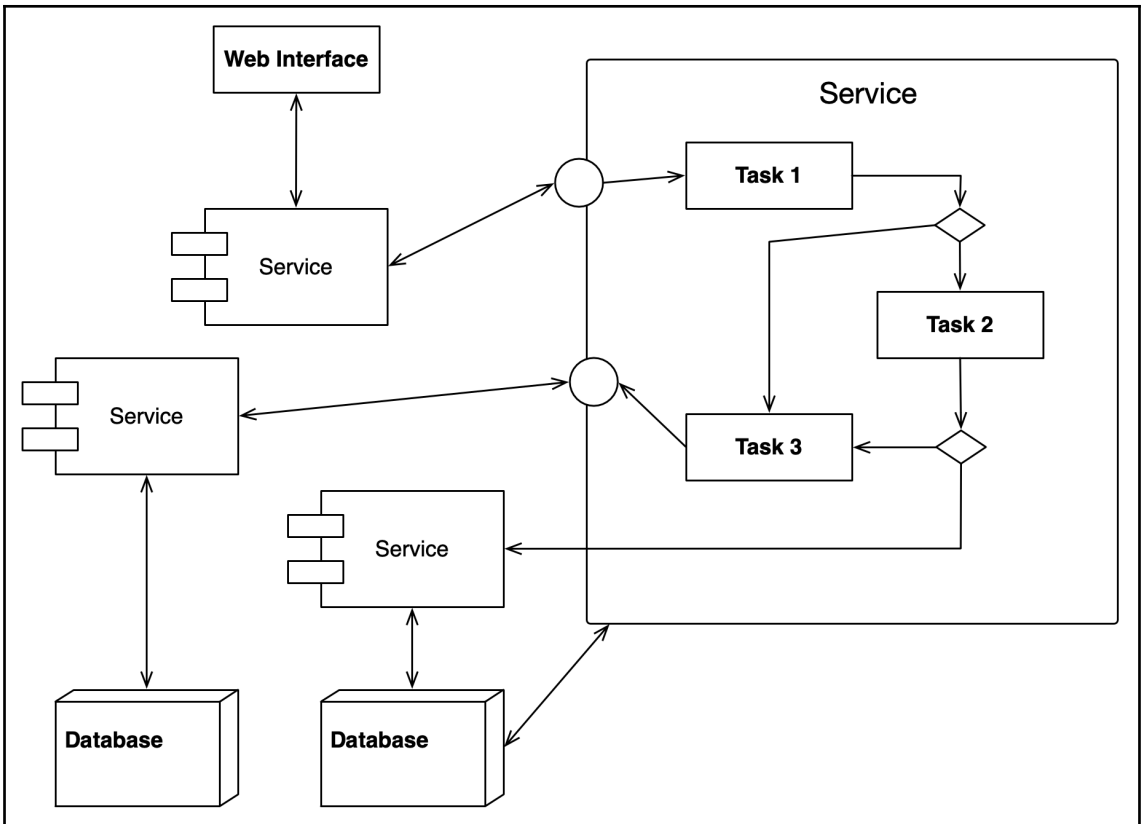 Web Interface
Service
Task 1
Service
Task 2
Service
Task 3
Service
Database
Database